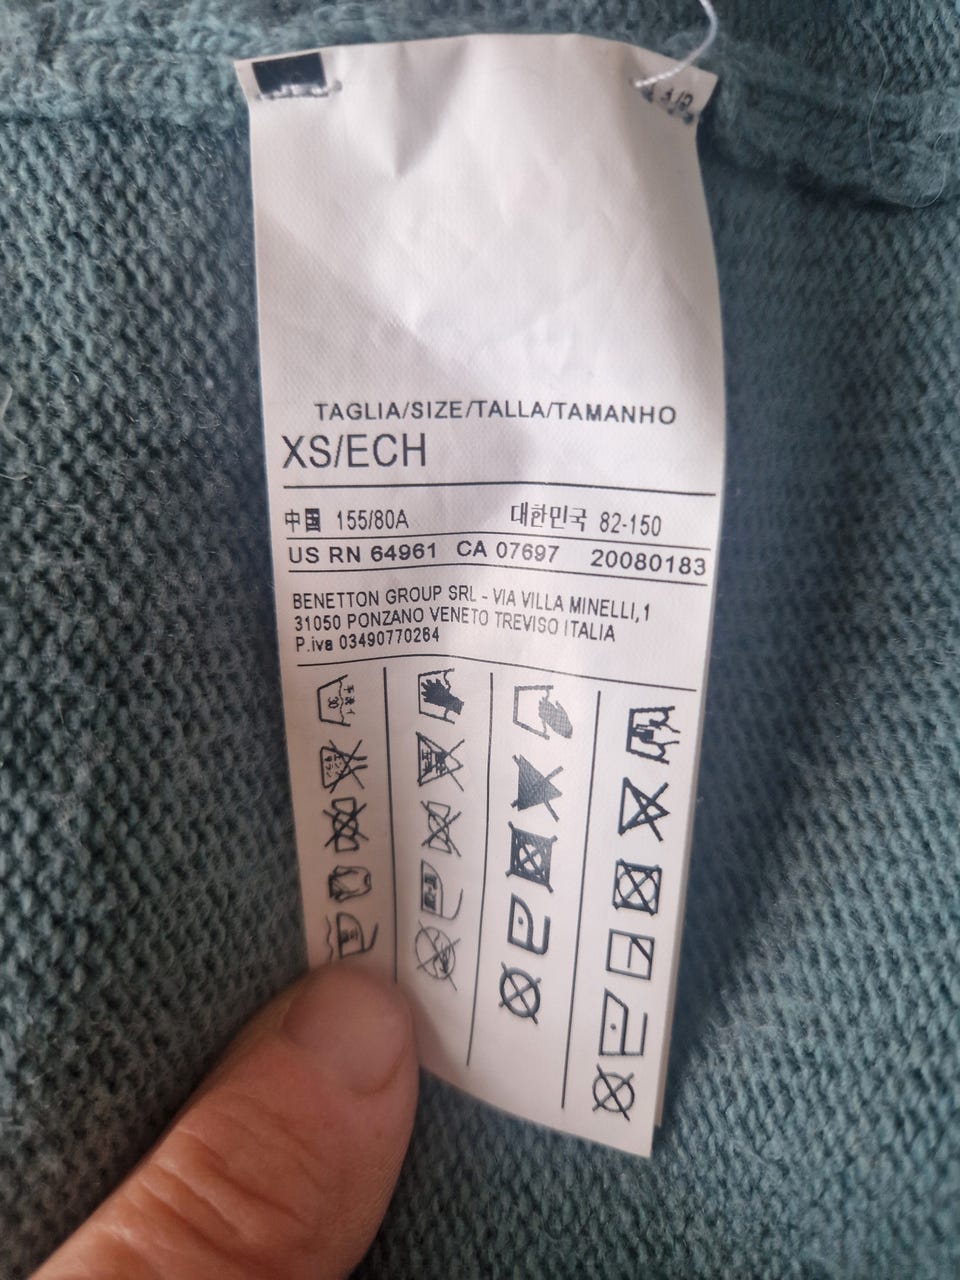 TAGLIA/SIZE/TALLA/TAMANHO
XS/ECH
中国 155/80A 대한민국 82-150
US RN 64961 CA 07697 20080183
BENETTON GROUP SRL - VIA VILLA MINELLI,1
31050 PONZANO VENETO TREVISO ITALIA
P.iva 03490770264
30